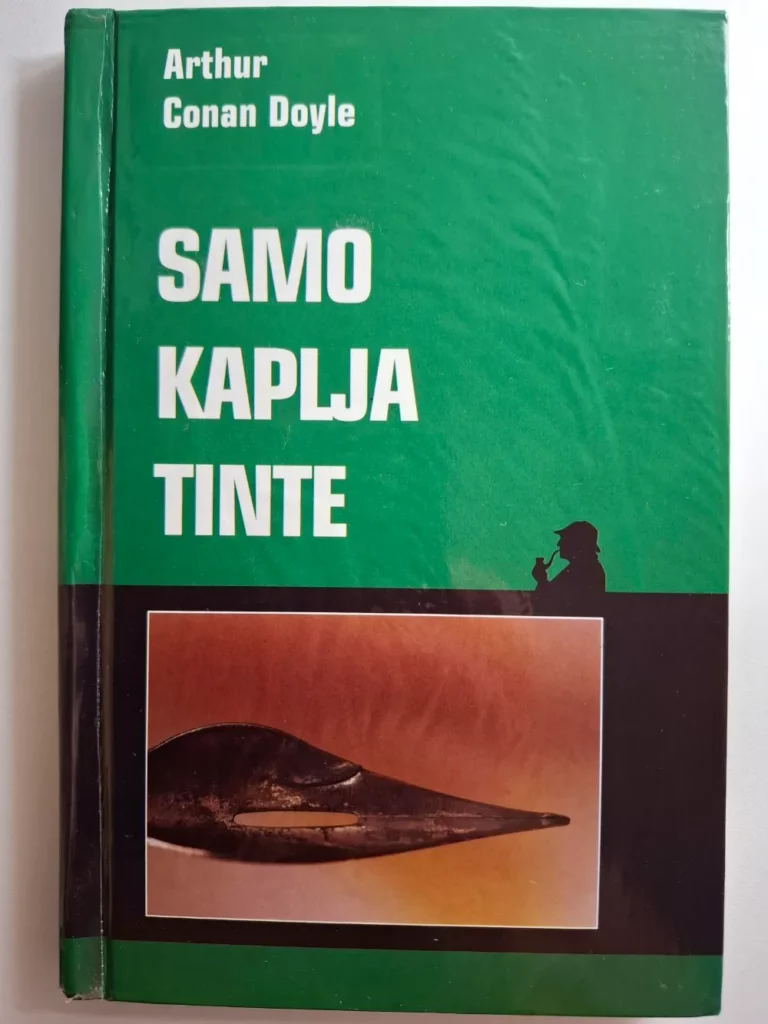 Arthur
Conan Doyle
SAMO
KAPLJA
TINTE